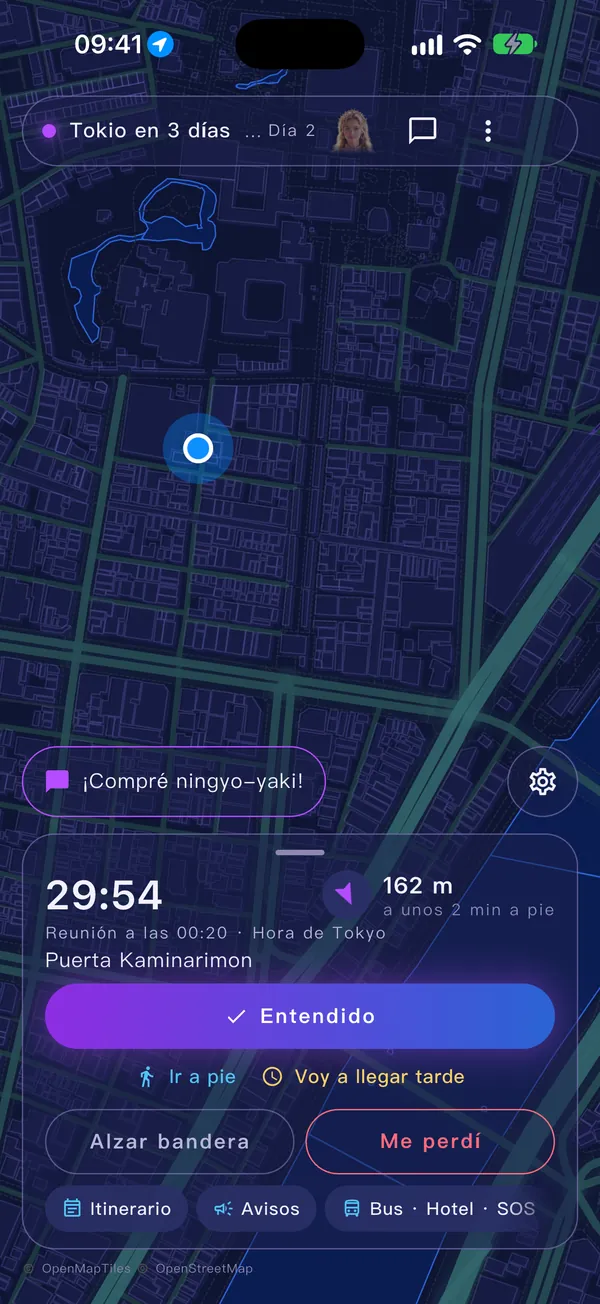 09:41
Tokio en 3 días ... Día 2
¡Compré ningyo-yaki!
29:54
162 m
a unos 2 min a pie
Reunión a las 00:20 · Hora de Tokyo
Puerta Kaminarimon
Entendido
Ir a pie
Voy a llegar tarde
Alzar bandera
Me perdí
Itinerario
Avisos
Bus · Hotel · SOS
© OpenMapTiles © OpenStreetMap